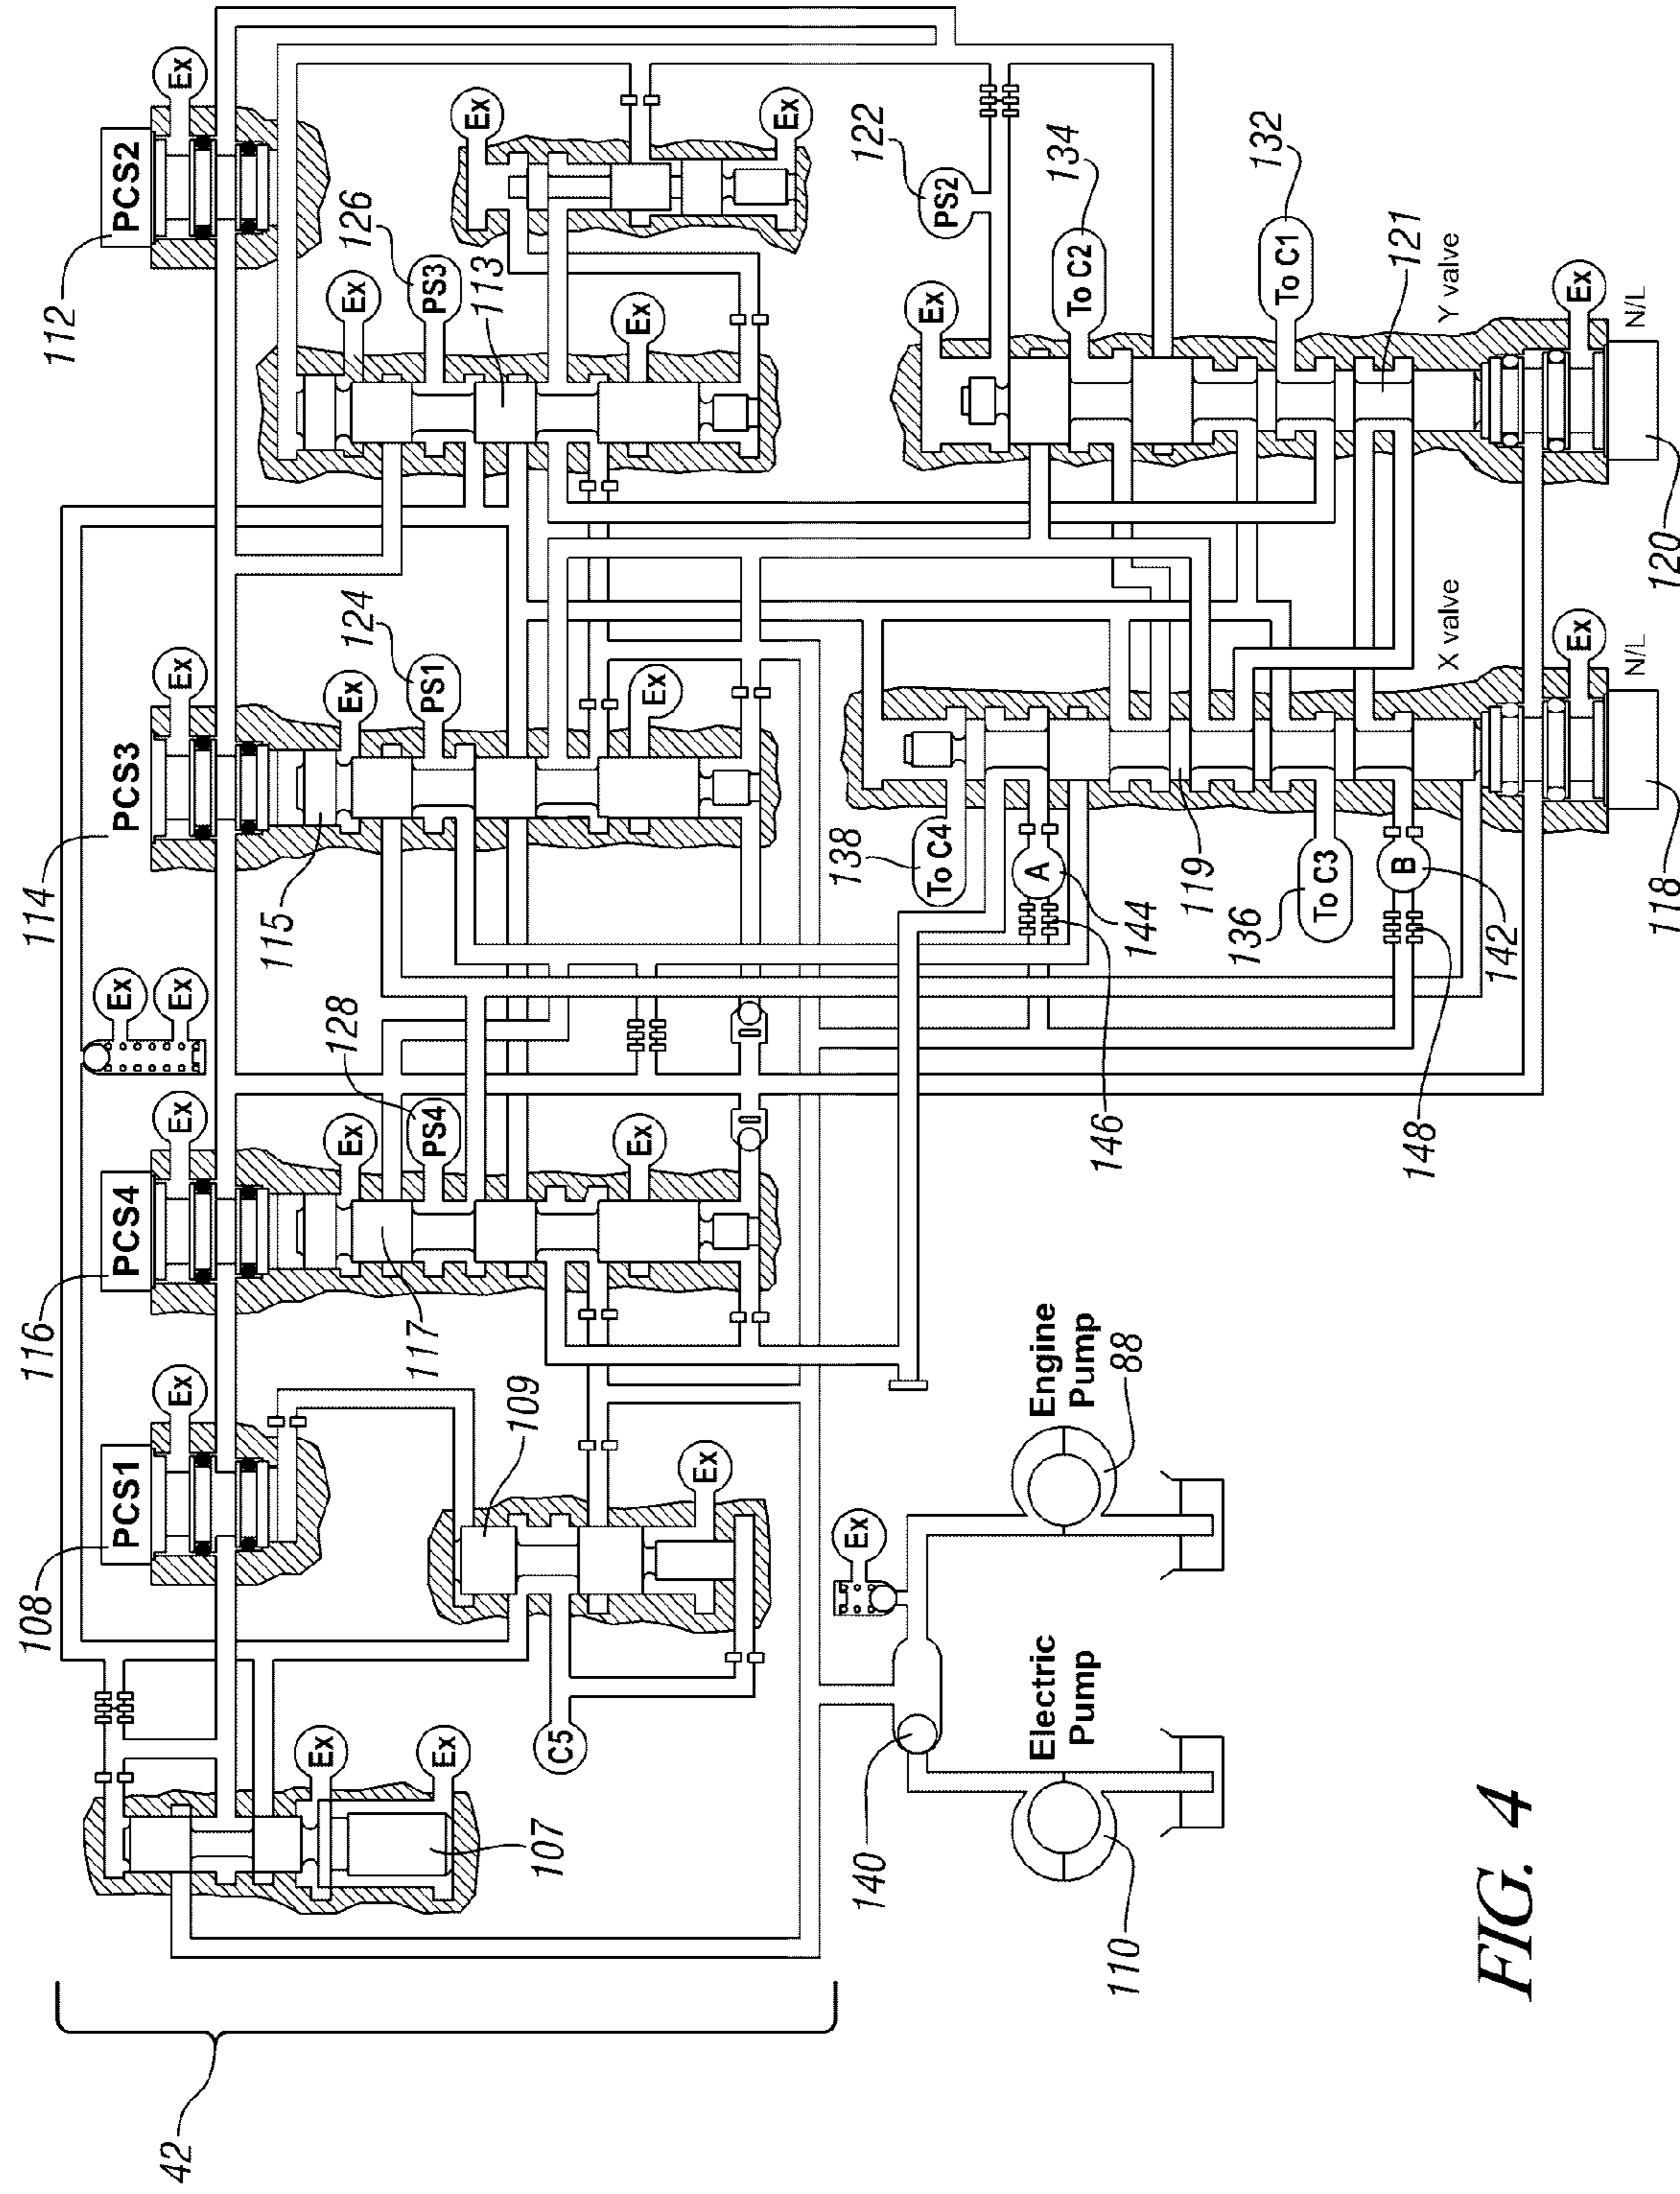 112
PCS2
Ex
114
PCS3
Ex
116
PCS4
Ex
108
PCS1
Ex
Ex
Ex
126
Ex
PS3
113
Ex
Ex
Ex
124
Ex
PS1
115
Ex
128
Ex
PS4
117
Ex
109
Ex
C5
Ex
Ex
107
42
122
PS2
Ex
134
To C2
132
To C1
121
Y valve
Ex
N/L
120
138
To C4
A
144
146
119
136
To C3
B
142
148
X valve
Ex
N/L
118
Ex
140
Engine
Pump
88
Electric
Pump
110
FIG. 4